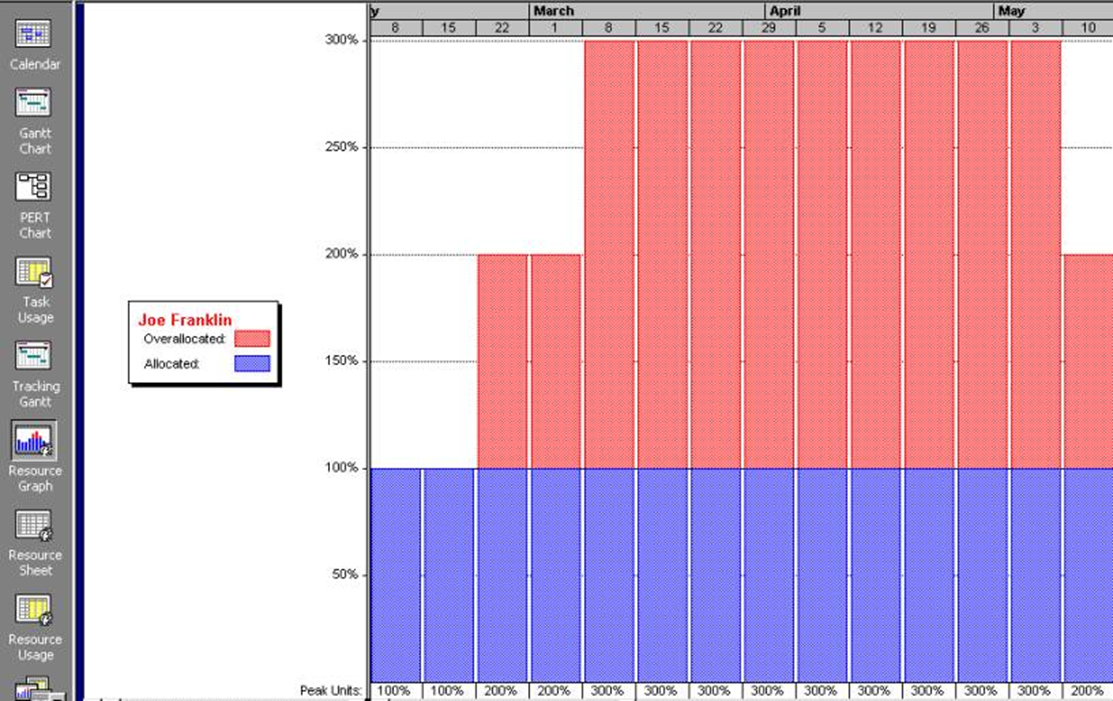 Calendar
Gantt
Chart
PERT
Chart
Task
Usage
Tracking
Gantt
Resource
Graph
Resource
Sheet
Resource
Usage
Joe Franklin
Overallocated:
Allocated:
y March April May
8 15 22 1 8 15 22 29 5 12 19 26 3 10
300%
250%
200%
150%
100%
50%
Peak Units: 100% 100% 200% 200% 300% 300% 300% 300% 300% 300% 300% 300% 300% 200%